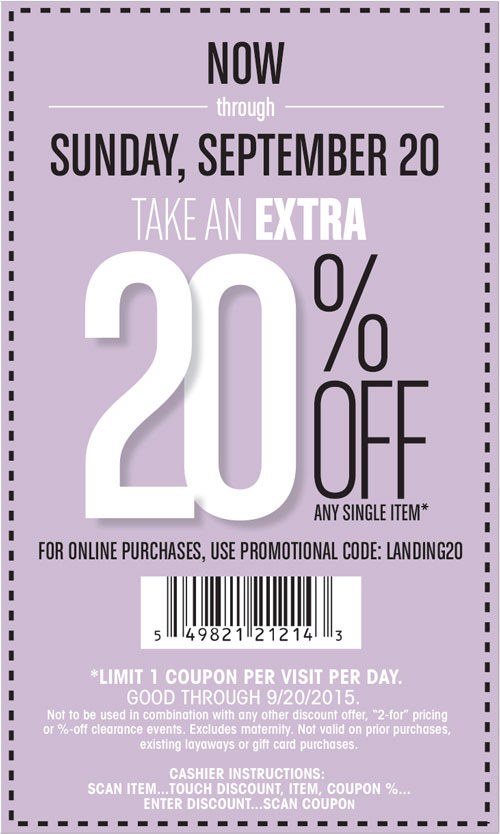 NOW
through
SUNDAY, SEPTEMBER 20
TAKE AN EXTRA
20%
OFF
ANY SINGLE ITEM*
FOR ONLINE PURCHASES, USE PROMOTIONAL CODE: LANDING20
5 49821 21214 3
*LIMIT 1 COUPON PER VISIT PER DAY.
GOOD THROUGH 9/20/2015.
Not to be used in combination with any other discount offer, "2-for" pricing
or %-off clearance events. Excludes maternity. Not valid on prior purchases,
existing layaways or gift card purchases.
CASHIER INSTRUCTIONS:
SCAN ITEM...TOUCH DISCOUNT, ITEM, COUPON %...
ENTER DISCOUNT...SCAN COUPON